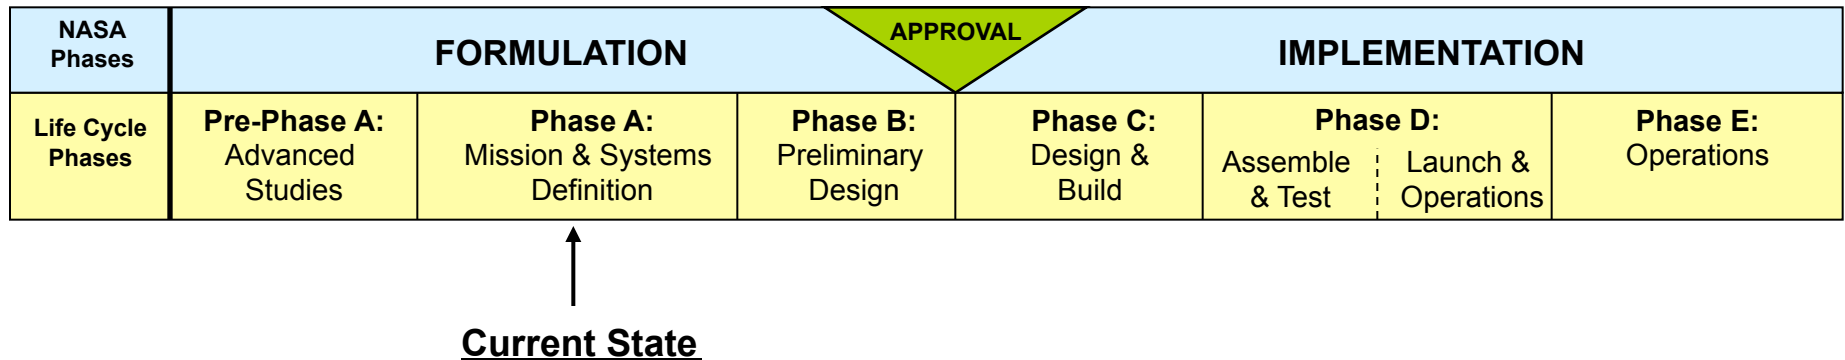 NASA
Phases
FORMULATION
APPROVAL
IMPLEMENTATION
Life Cycle
Phases
Pre-Phase A:
Advanced
Studies
Phase A:
Mission & Systems
Definition
Phase B:
Preliminary
Design
Phase C:
Design &
Build
Phase D:
Assemble
& Test
Launch &
Operations
Phase E:
Operations
Current State